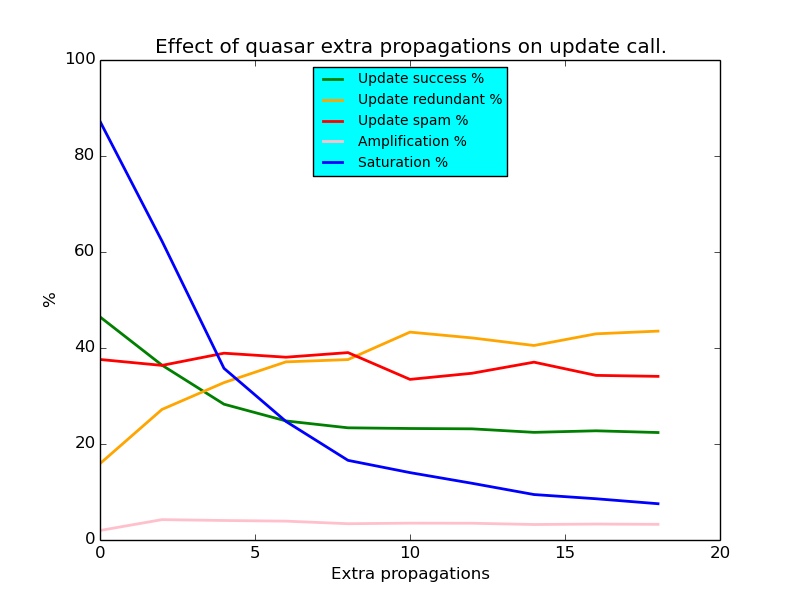 Effect of quasar extra propagations on update call.
100
80
60
40
20
0
%
Update success %
Update redundant %
Update spam %
Amplification %
Saturation %
0 5 10 15 20
Extra propagations